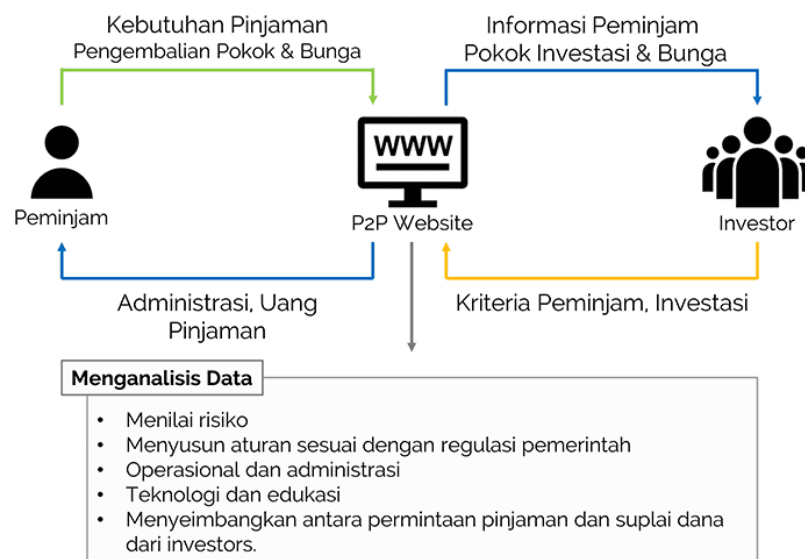 Kebutuhan Pinjaman
Pengembalian Pokok & Bunga
Informasi Peminjam
Pokok Investasi & Bunga
WWW
Peminjam
P2P Website
Investor
Administrasi, Uang
Pinjaman
Kriteria Peminjam, Investasi
Menganalisis Data
• Menilai risiko
• Menyusun aturan sesuai dengan regulasi pemerintah
• Operasional dan administrasi
• Teknologi dan edukasi
• Menyeimbangkan antara permintaan pinjaman dan suplai dana
dari investors.